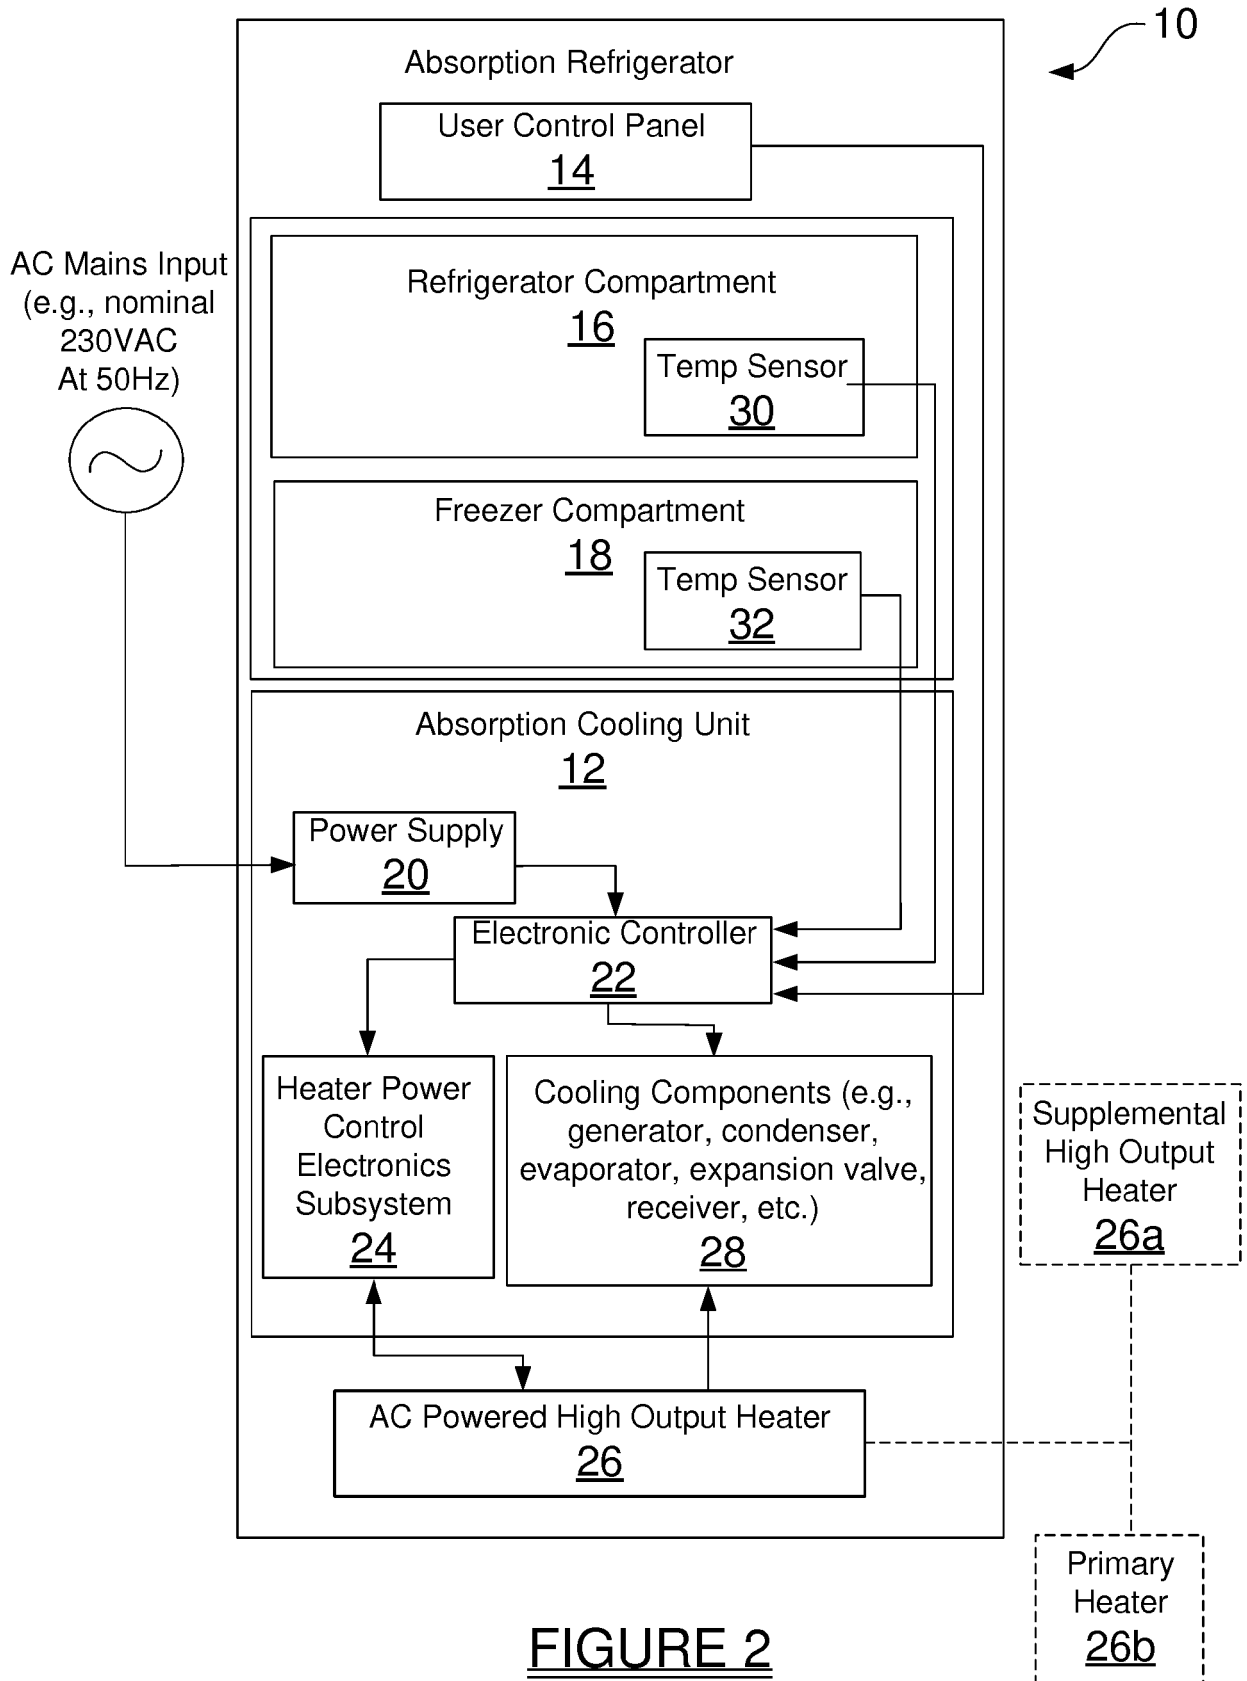 10
Absorption Refrigerator
User Control Panel
14
AC Mains Input
(e.g., nominal
230VAC
At 50Hz)
Refrigerator Compartment
16
Temp Sensor
30
Freezer Compartment
18
Temp Sensor
32
Absorption Cooling Unit
12
Power Supply
20
Electronic Controller
22
Heater Power
Control
Electronics
Subsystem
24
Cooling Components (e.g.,
generator, condenser,
evaporator, expansion valve,
receiver, etc.)
28
Supplemental
High Output
Heater
26a
AC Powered High Output Heater
26
Primary
Heater
26b
FIGURE 2